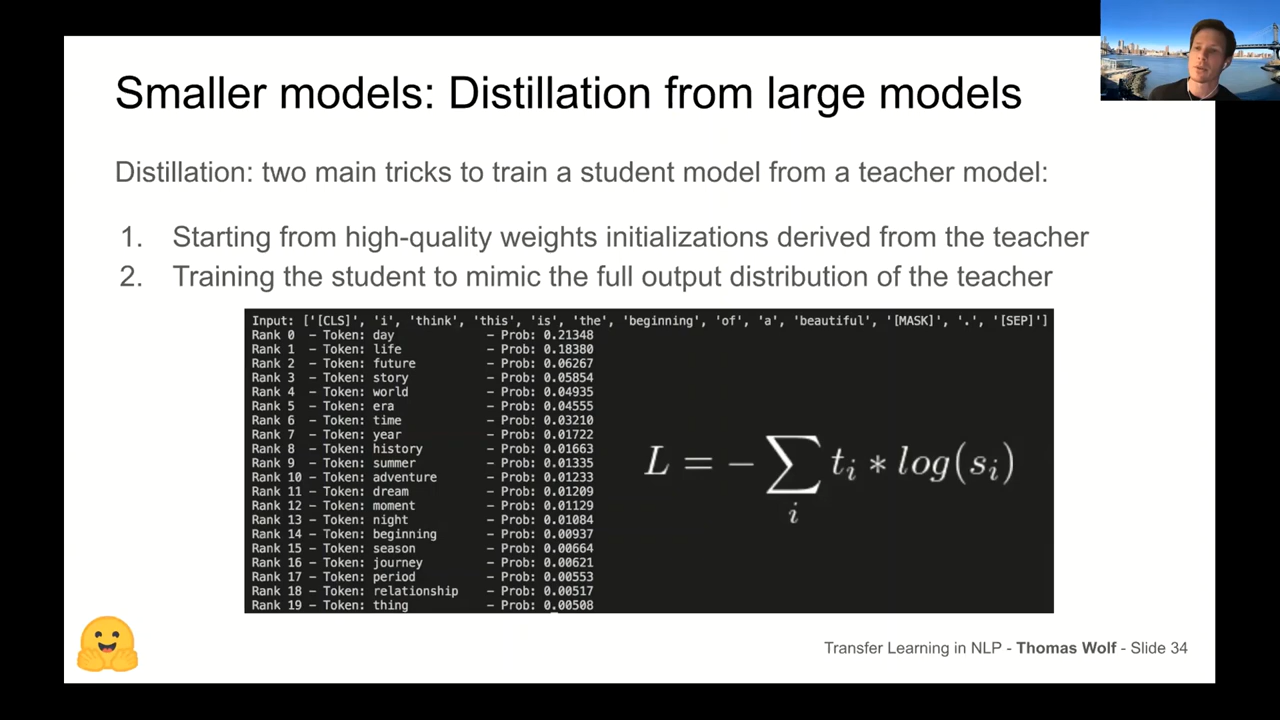 Smaller models: Distillation from large models
Distillation: two main tricks to train a student model from a teacher model:
1. Starting from high-quality weights initializations derived from the teacher
2. Training the student to mimic the full output distribution of the teacher
Input: ['[CLS]', 'i', 'think', 'this', 'is', 'the', 'beginning', 'of', 'a', 'beautiful', '[MASK]', '.', '[SEP]']
Rank 0 – Token: day – Prob: 0.21348
Rank 1 – Token: life – Prob: 0.18380
Rank 2 – Token: future – Prob: 0.06267
Rank 3 – Token: story – Prob: 0.05854
Rank 4 – Token: world – Prob: 0.04935
Rank 5 – Token: era – Prob: 0.04555
Rank 6 – Token: time – Prob: 0.03210
Rank 7 – Token: year – Prob: 0.01722
Rank 8 – Token: history – Prob: 0.01663
Rank 9 – Token: summer – Prob: 0.01335
Rank 10 – Token: adventure – Prob: 0.01233
Rank 11 – Token: dream – Prob: 0.01209
Rank 12 – Token: moment – Prob: 0.01129
Rank 13 – Token: night – Prob: 0.01084
Rank 14 – Token: beginning – Prob: 0.00937
Rank 15 – Token: season – Prob: 0.00664
Rank 16 – Token: journey – Prob: 0.00621
Rank 17 – Token: period – Prob: 0.00553
Rank 18 – Token: relationship – Prob: 0.00517
Rank 19 – Token: thing – Prob: 0.00508
L = − ∑_i t_i * log(s_i)
Transfer Learning in NLP - Thomas Wolf - Slide 34